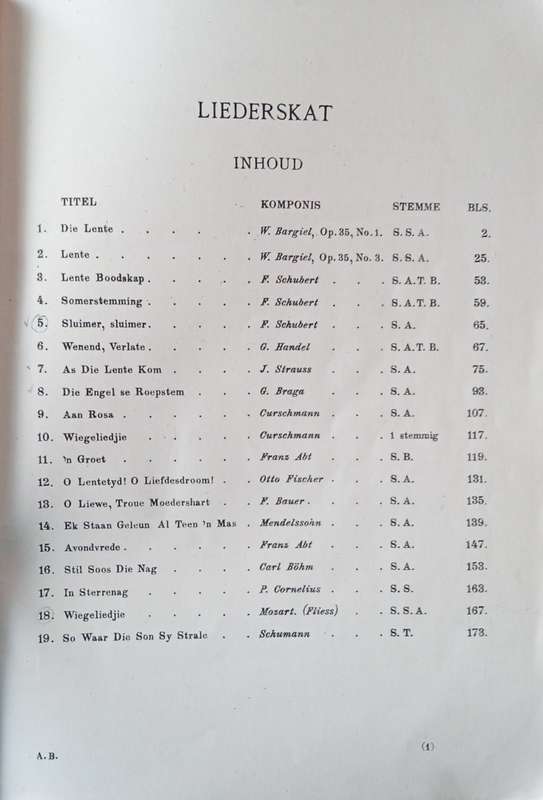 LIEDERSKAT
INHOUD
TITEL KOMPONIS STEMME BLS.
1. Die Lente . . . . . . W. Bargiel, Op. 35, No. 1. S. S. A. 2.
2. Lente . . . . . . . W. Bargiel, Op. 35, No. 3. S. S. A. 25.
3. Lente Boodskap . . . . . . F. Schubert . . . S. A. T. B. 53.
4. Somerstemming . . . . . . F. Schubert . . . S. A. T. B. 59.
5. Sluimer, sluimer. . . . . . F. Schubert . . . S. A. 65.
6. Wenend, Verlate . . . . . . G. Handel . . . S. A. T. B. 67.
7. As Die Lente Kom . . . . . J. Strauss . . . S. A. 75.
8. Die Engel se Roepstem . . . G. Braga . . . S. A. 93.
9. Aan Rosa . . . . . . . Curschmann . . . S. A. 107.
10. Wiegeliedjie . . . . . . Curschmann . . . 1 stemmig 117.
11. 'n Groet . . . . . . . Franz Abt . . . S. B. 119.
12. O Lentetyd! O Liefdesdroom! . . Otto Fischer . . . S. A. 131.
13. O Liewe, Troue Moedershart . . F. Bauer . . . S. A. 135.
14. Ek Staan Geleun Al Teen 'n Mas . Mendelssohn . . . S. A. 139.
15. Avondvrede . . . . . . . Franz Abt . . . S. A. 147.
16. Stil Soos Die Nag . . . . . Carl Böhm . . . S. A. 153.
17. In Sterrenag . . . . . . P. Cornelius . . . S. S. 163.
18. Wiegeliedjie . . . . . . Mozart. (Fliess) . . . S. S. A. 167.
19. So Waar Die Son Sy Strale . . Schumann . . . S. T. 173.
A. B. (1)